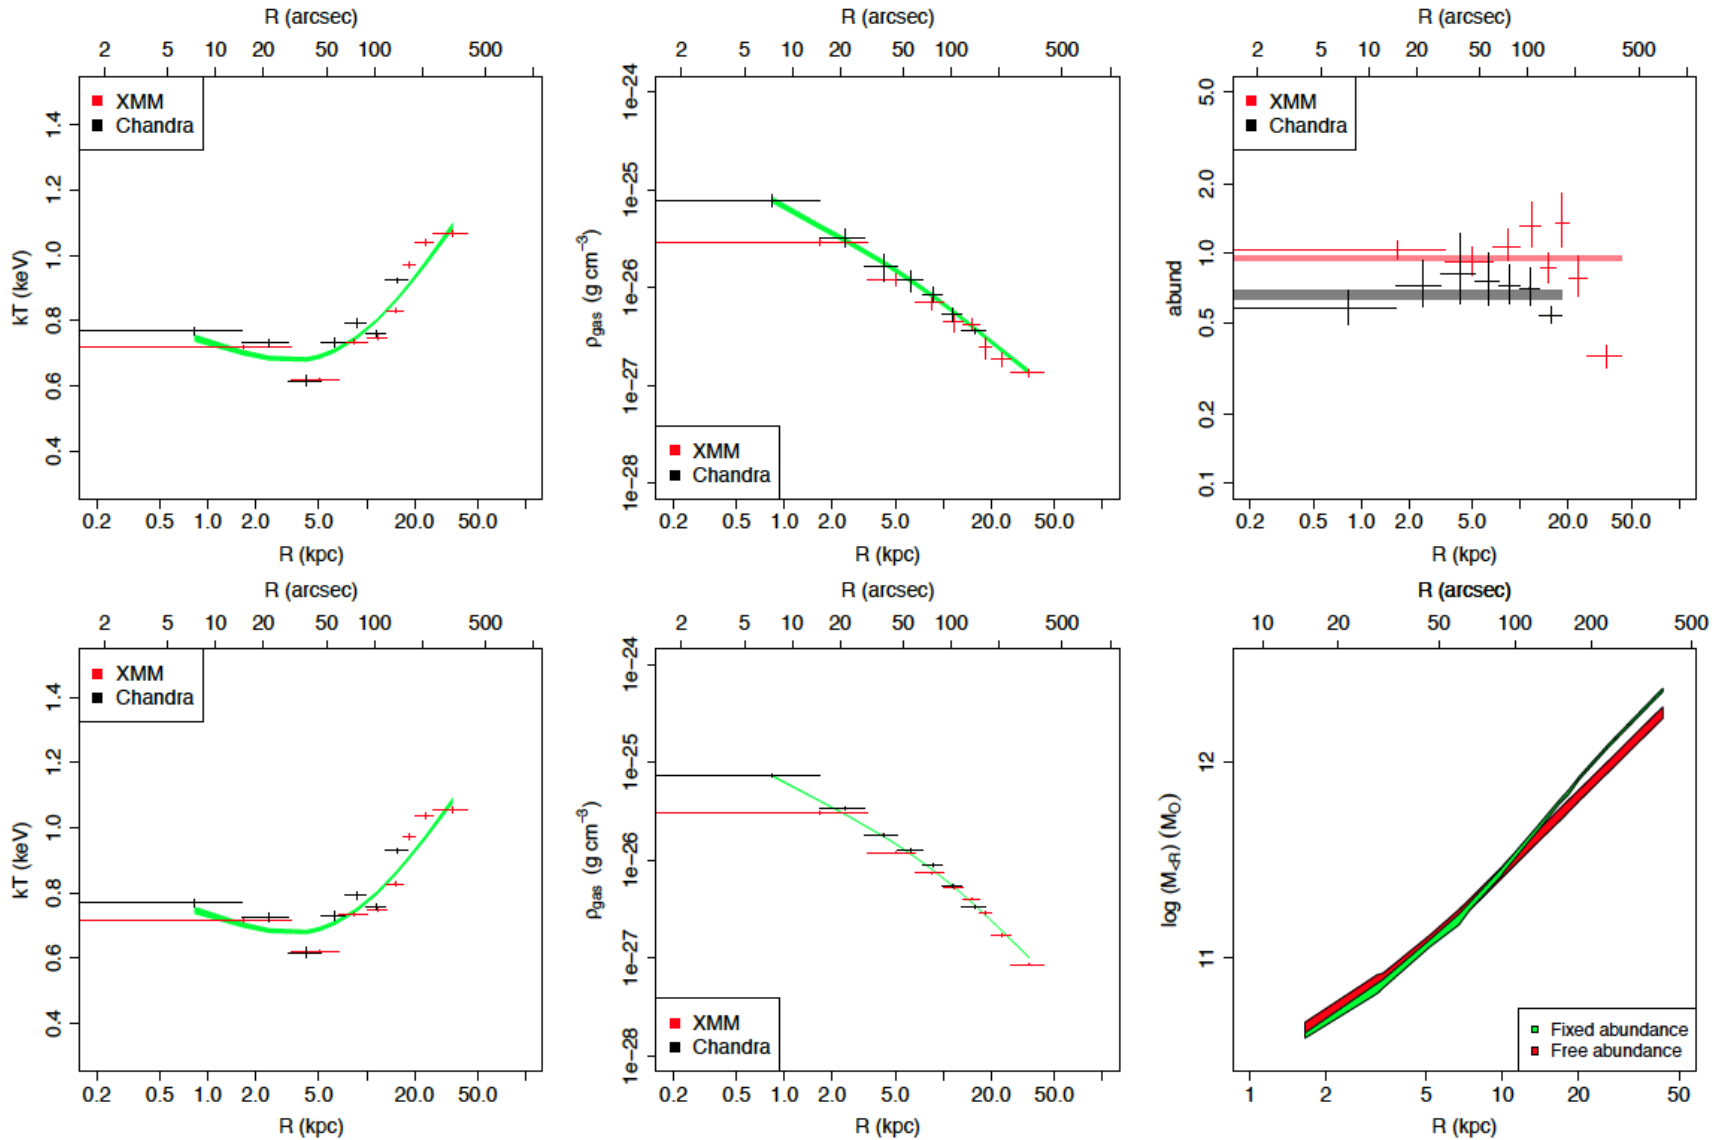 R (arcsec)
2 5 10 20 50 100 500
XMM
Chandra
kT (keV)
0.4 0.6 0.8 1.0 1.2 1.4
0.2 0.5 1.0 2.0 5.0 20.0 50.0
R (kpc)
R (arcsec)
2 5 10 20 50 100 500
ρgas (g cm⁻³)
1e−28 1e−27 1e−26 1e−25 1e−24
XMM
Chandra
0.2 0.5 1.0 2.0 5.0 20.0 50.0
R (kpc)
R (arcsec)
2 5 10 20 50 100 500
XMM
Chandra
abund
0.1 0.2 0.5 1.0 2.0 5.0
0.2 0.5 1.0 2.0 5.0 20.0 50.0
R (kpc)
R (arcsec)
2 5 10 20 50 100 500
XMM
Chandra
kT (keV)
0.4 0.6 0.8 1.0 1.2 1.4
0.2 0.5 1.0 2.0 5.0 20.0 50.0
R (kpc)
R (arcsec)
2 5 10 20 50 100 500
ρgas (g cm⁻³)
1e−28 1e−27 1e−26 1e−25 1e−24
XMM
Chandra
0.2 0.5 1.0 2.0 5.0 20.0 50.0
R (kpc)
R (arcsec)
10 20 50 100 200 500
log (M<R) (MO)
11 12
Fixed abundance
Free abundance
1 2 5 10 20 50
R (kpc)